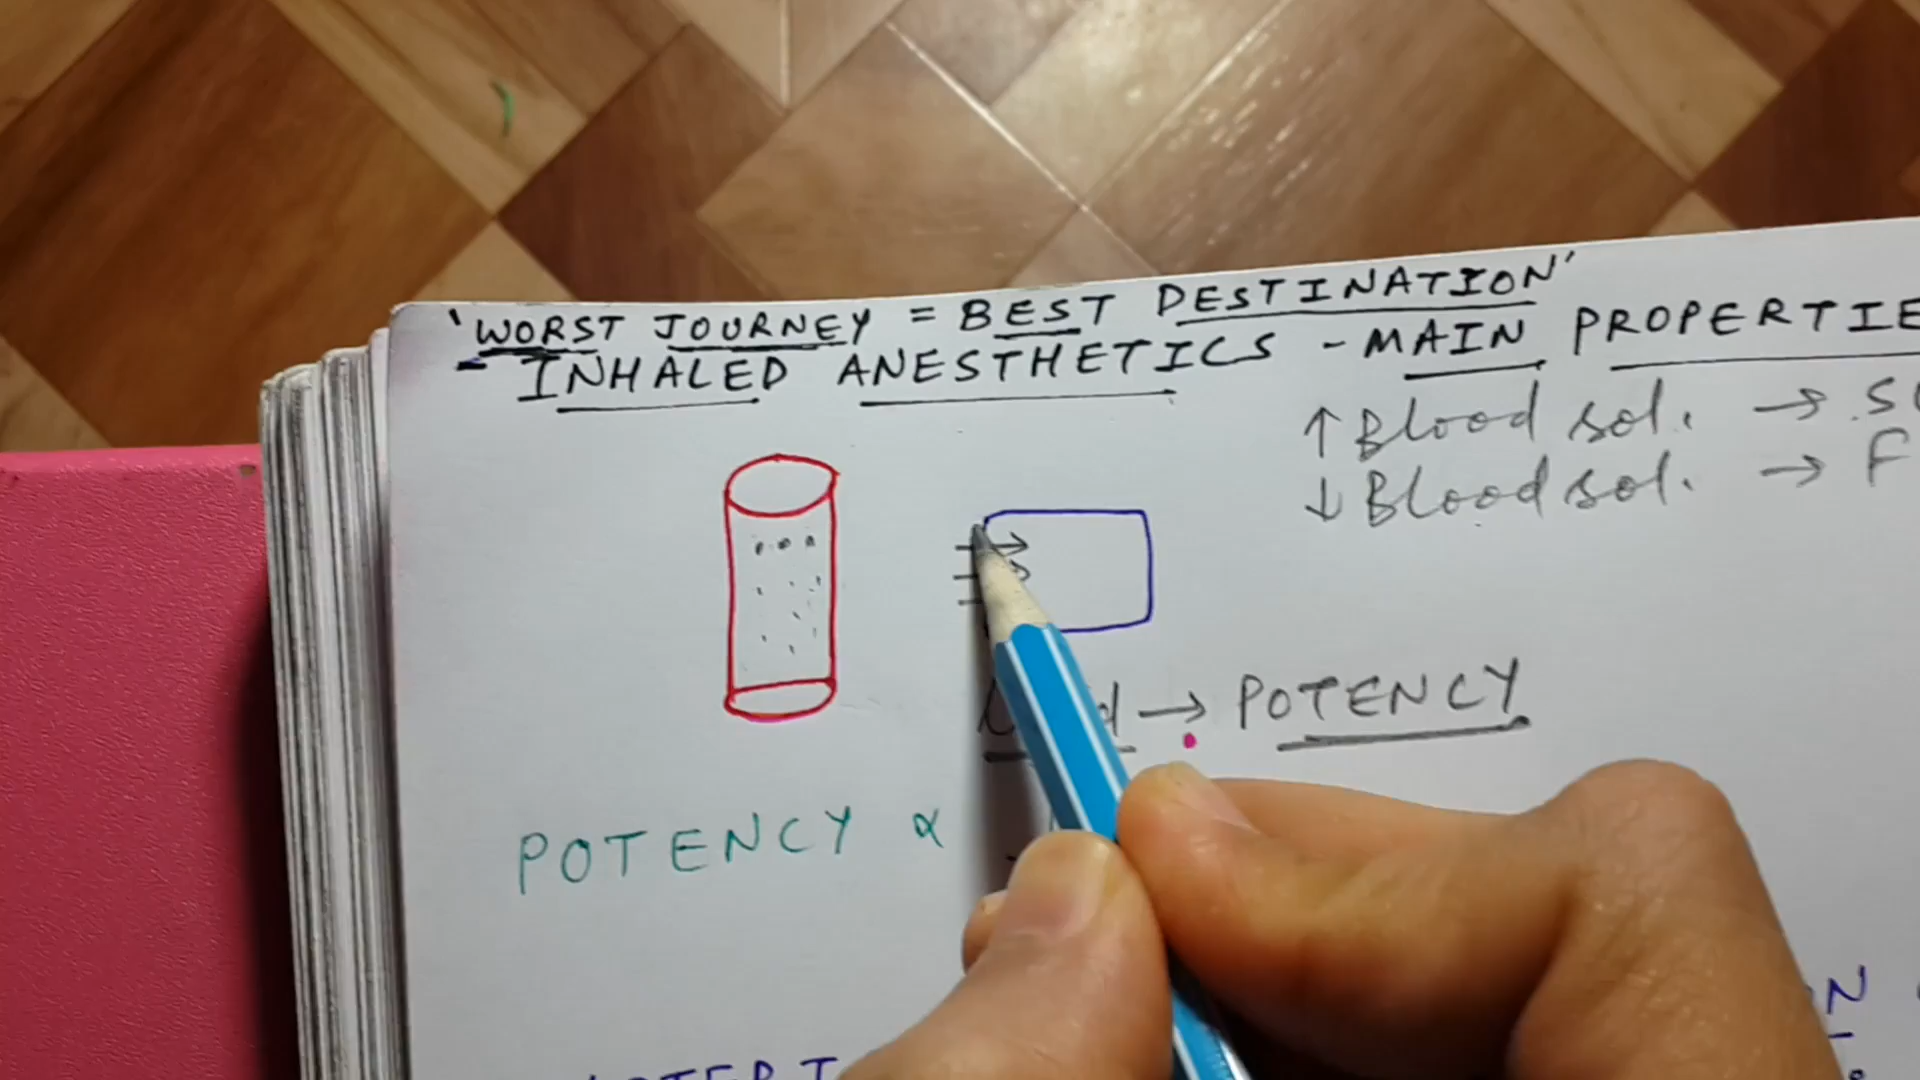 'WORST JOURNEY = BEST DESTINATION'
- INHALED ANESTHETICS - MAIN PROPERTIE
↑ Blood sol. →
↓ Blood sol. → F
→ POTENCY
POTENCY ∝